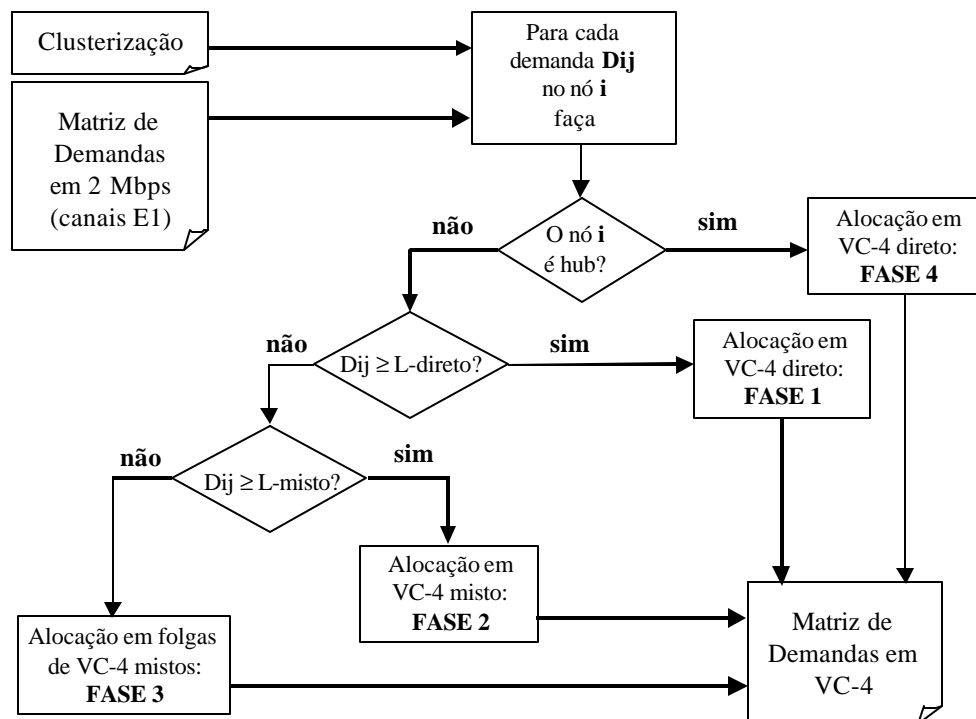 Clusterização
Para cada
demanda Dij
no nó i
faça
Matriz de
Demandas
em 2 Mbps
(canais E1)
não
sim
O nó i
é hub?
Alocação em
VC-4 direto:
FASE 4
não
sim
Dij ≥ L-direto?
Alocação em
VC-4 direto:
FASE 1
não
sim
Dij ≥ L-misto?
Alocação em
VC-4 misto:
FASE 2
Alocação em folgas
de VC-4 mistos:
FASE 3
Matriz de
Demandas em
VC-4